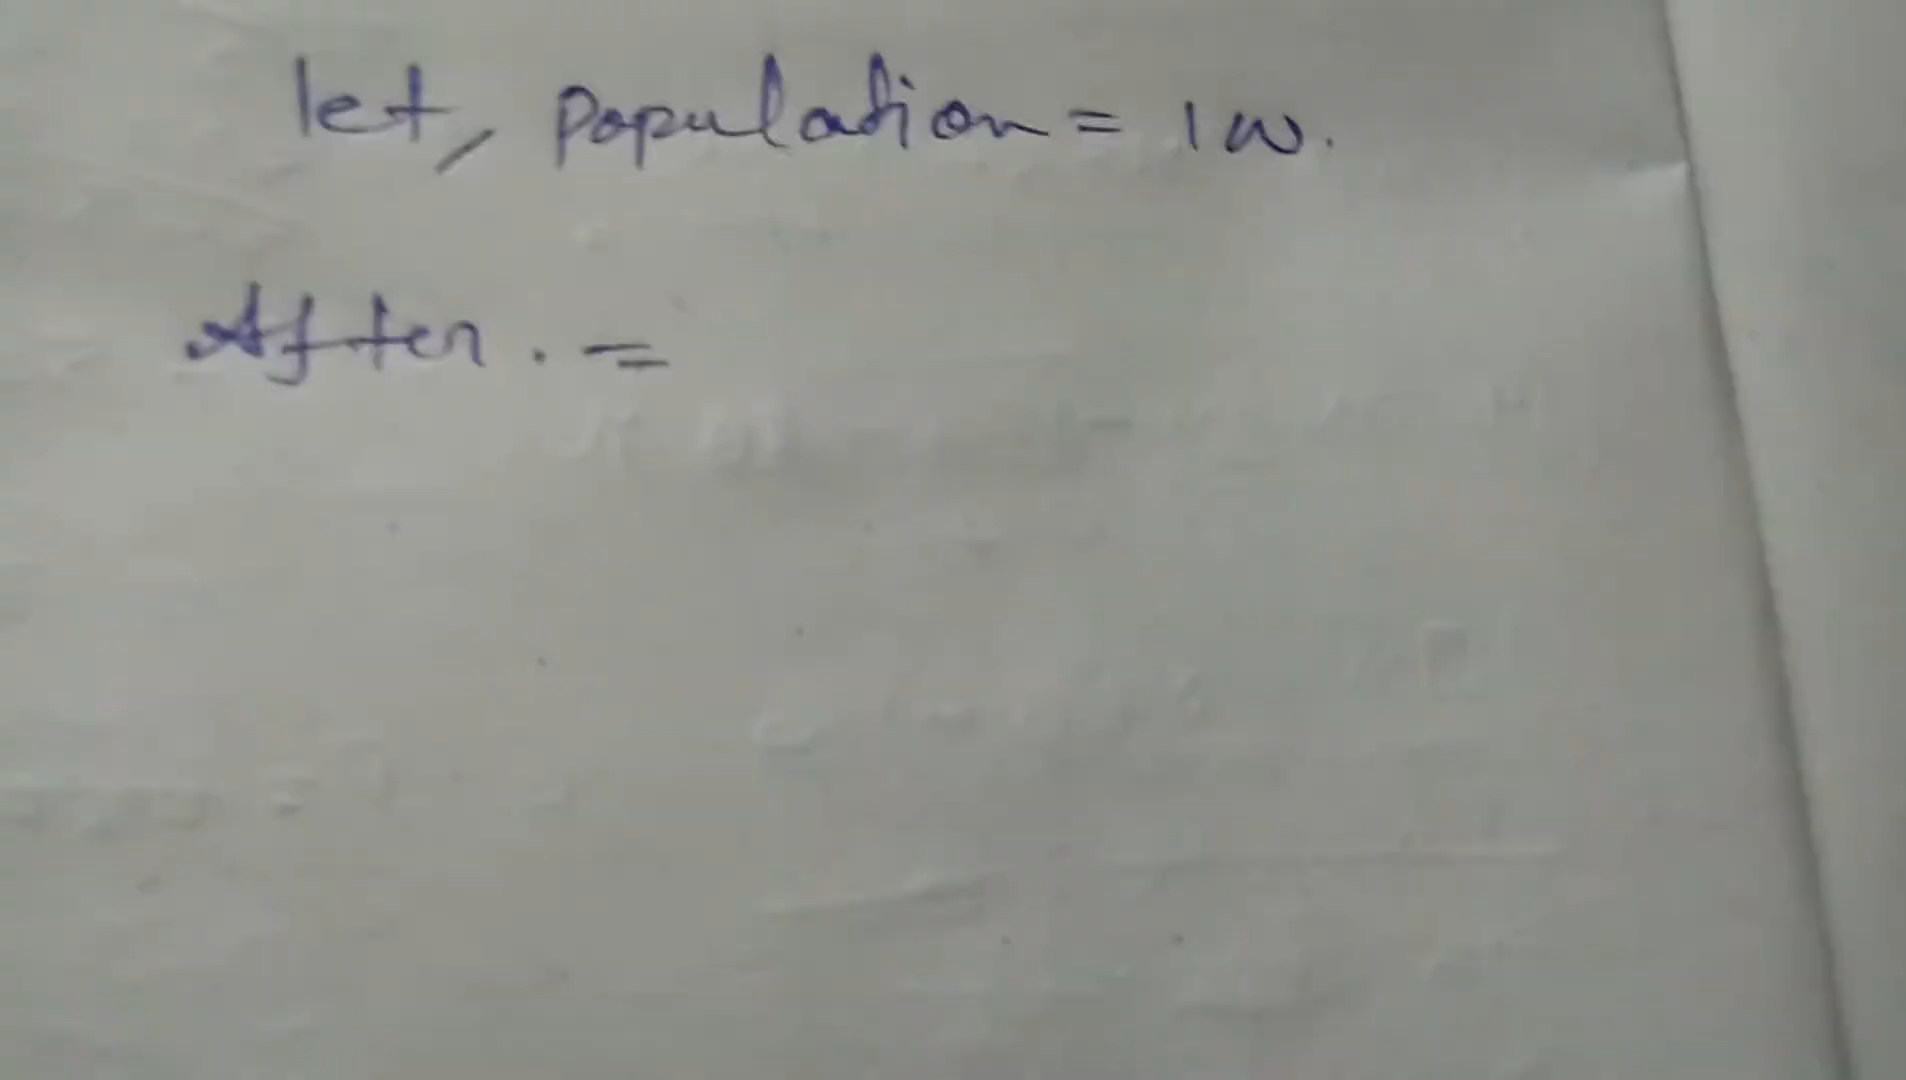 let, Population = 100.
After . =